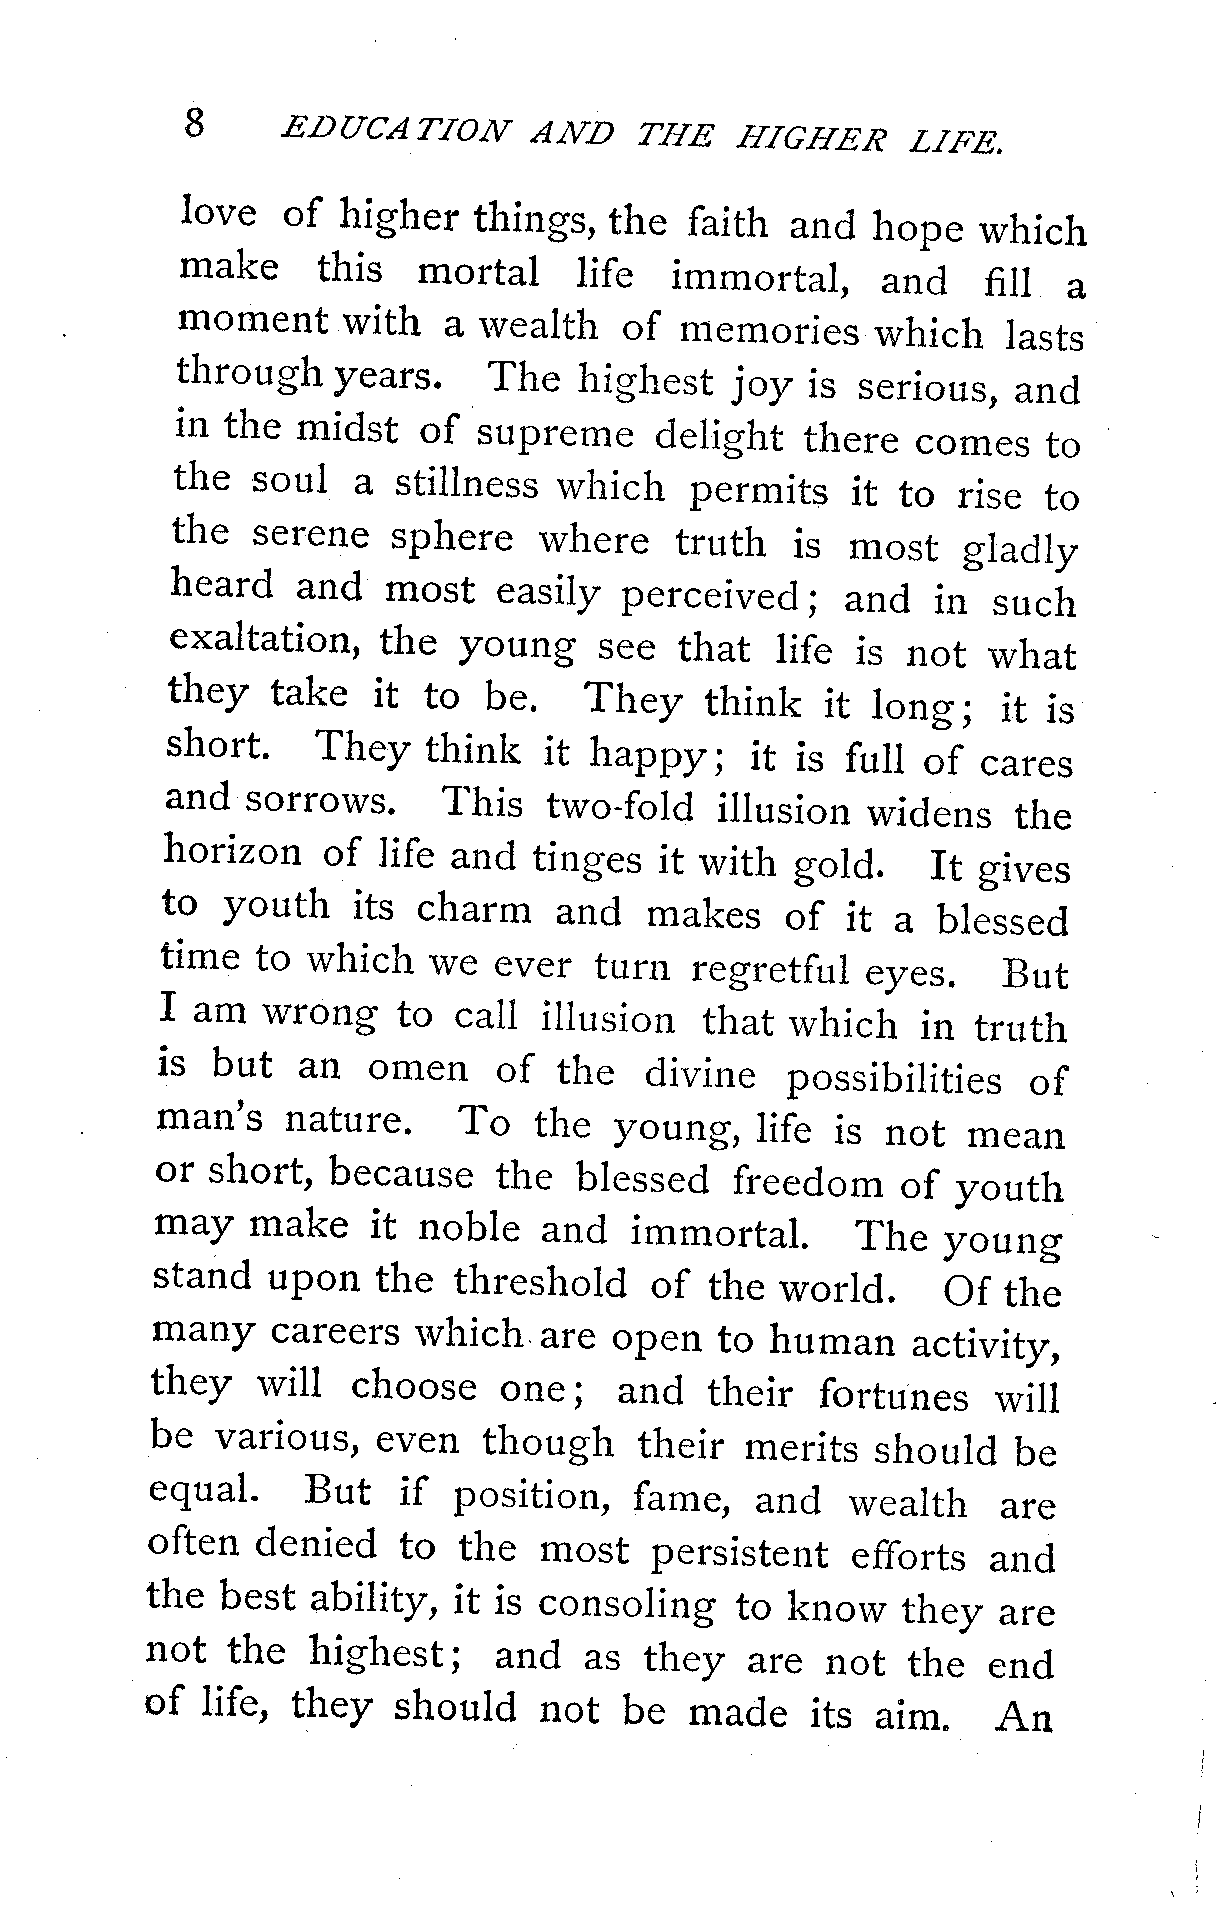 8 EDUCATION AND THE HIGHER LIFE.
love of higher things, the faith and hope which
make this mortal life immortal, and fill a
moment with a wealth of memories which lasts
through years. The highest joy is serious, and
in the midst of supreme delight there comes to
the soul a stillness which permits it to rise to
the serene sphere where truth is most gladly
heard and most easily perceived; and in such
exaltation, the young see that life is not what
they take it to be. They think it long; it is
short. They think it happy; it is full of cares
and sorrows. This two-fold illusion widens the
horizon of life and tinges it with gold. It gives
to youth its charm and makes of it a blessed
time to which we ever turn regretful eyes. But
I am wrong to call illusion that which in truth
is but an omen of the divine possibilities of
man's nature. To the young, life is not mean
or short, because the blessed freedom of youth
may make it noble and immortal. The young
stand upon the threshold of the world. Of the
many careers which are open to human activity,
they will choose one; and their fortunes will
be various, even though their merits should be
equal. But if position, fame, and wealth are
often denied to the most persistent efforts and
the best ability, it is consoling to know they are
not the highest; and as they are not the end
of life, they should not be made its aim. An